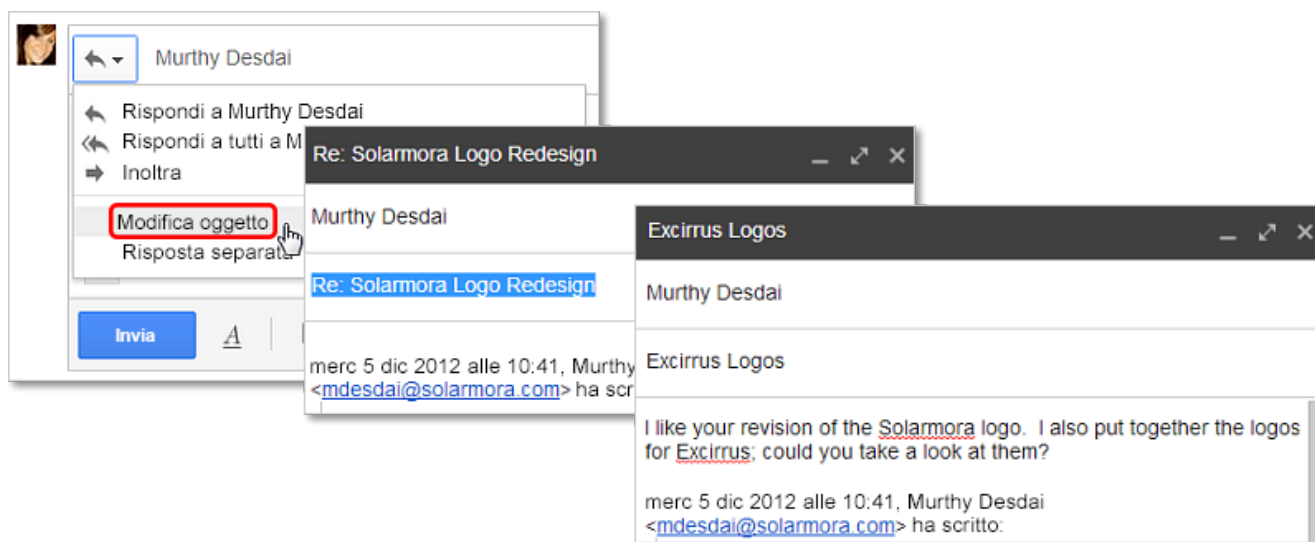 Murthy Desdai
Rispondi a Murthy Desdai
Rispondi a tutti a M
Inoltra
Modifica oggetto
Risposta separata
Invia
A
Re: Solarmora Logo Redesign
Murthy Desdai
Re: Solarmora Logo Redesign
merc 5 dic 2012 alle 10:41, Murthy
<mdesdai@solarmora.com> ha scr
Excirrus Logos
Murthy Desdai
Excirrus Logos
I like your revision of the Solarmora logo. I also put together the logos
for Excirrus; could you take a look at them?
merc 5 dic 2012 alle 10:41, Murthy Desdai
<mdesdai@solarmora.com> ha scritto: